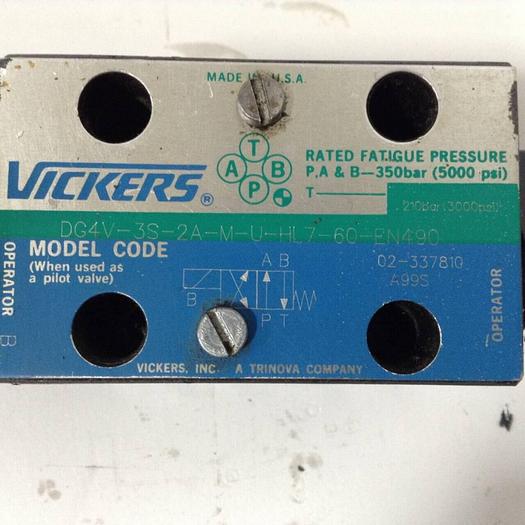 MADE IN U.S.A.
VICKERS®
T
A B
P
RATED FATIGUE PRESSURE
P,A & B—350bar (5000 psi)
T— 210bar(3000psi)
DG4V-3S-2A-M-U-HL7-60-EN490
MODEL CODE
(When used as
a pilot valve)
02-337810
A99S
A B
B
P T
OPERATOR
B
OPERATOR
VICKERS, INC. A TRINOVA COMPANY